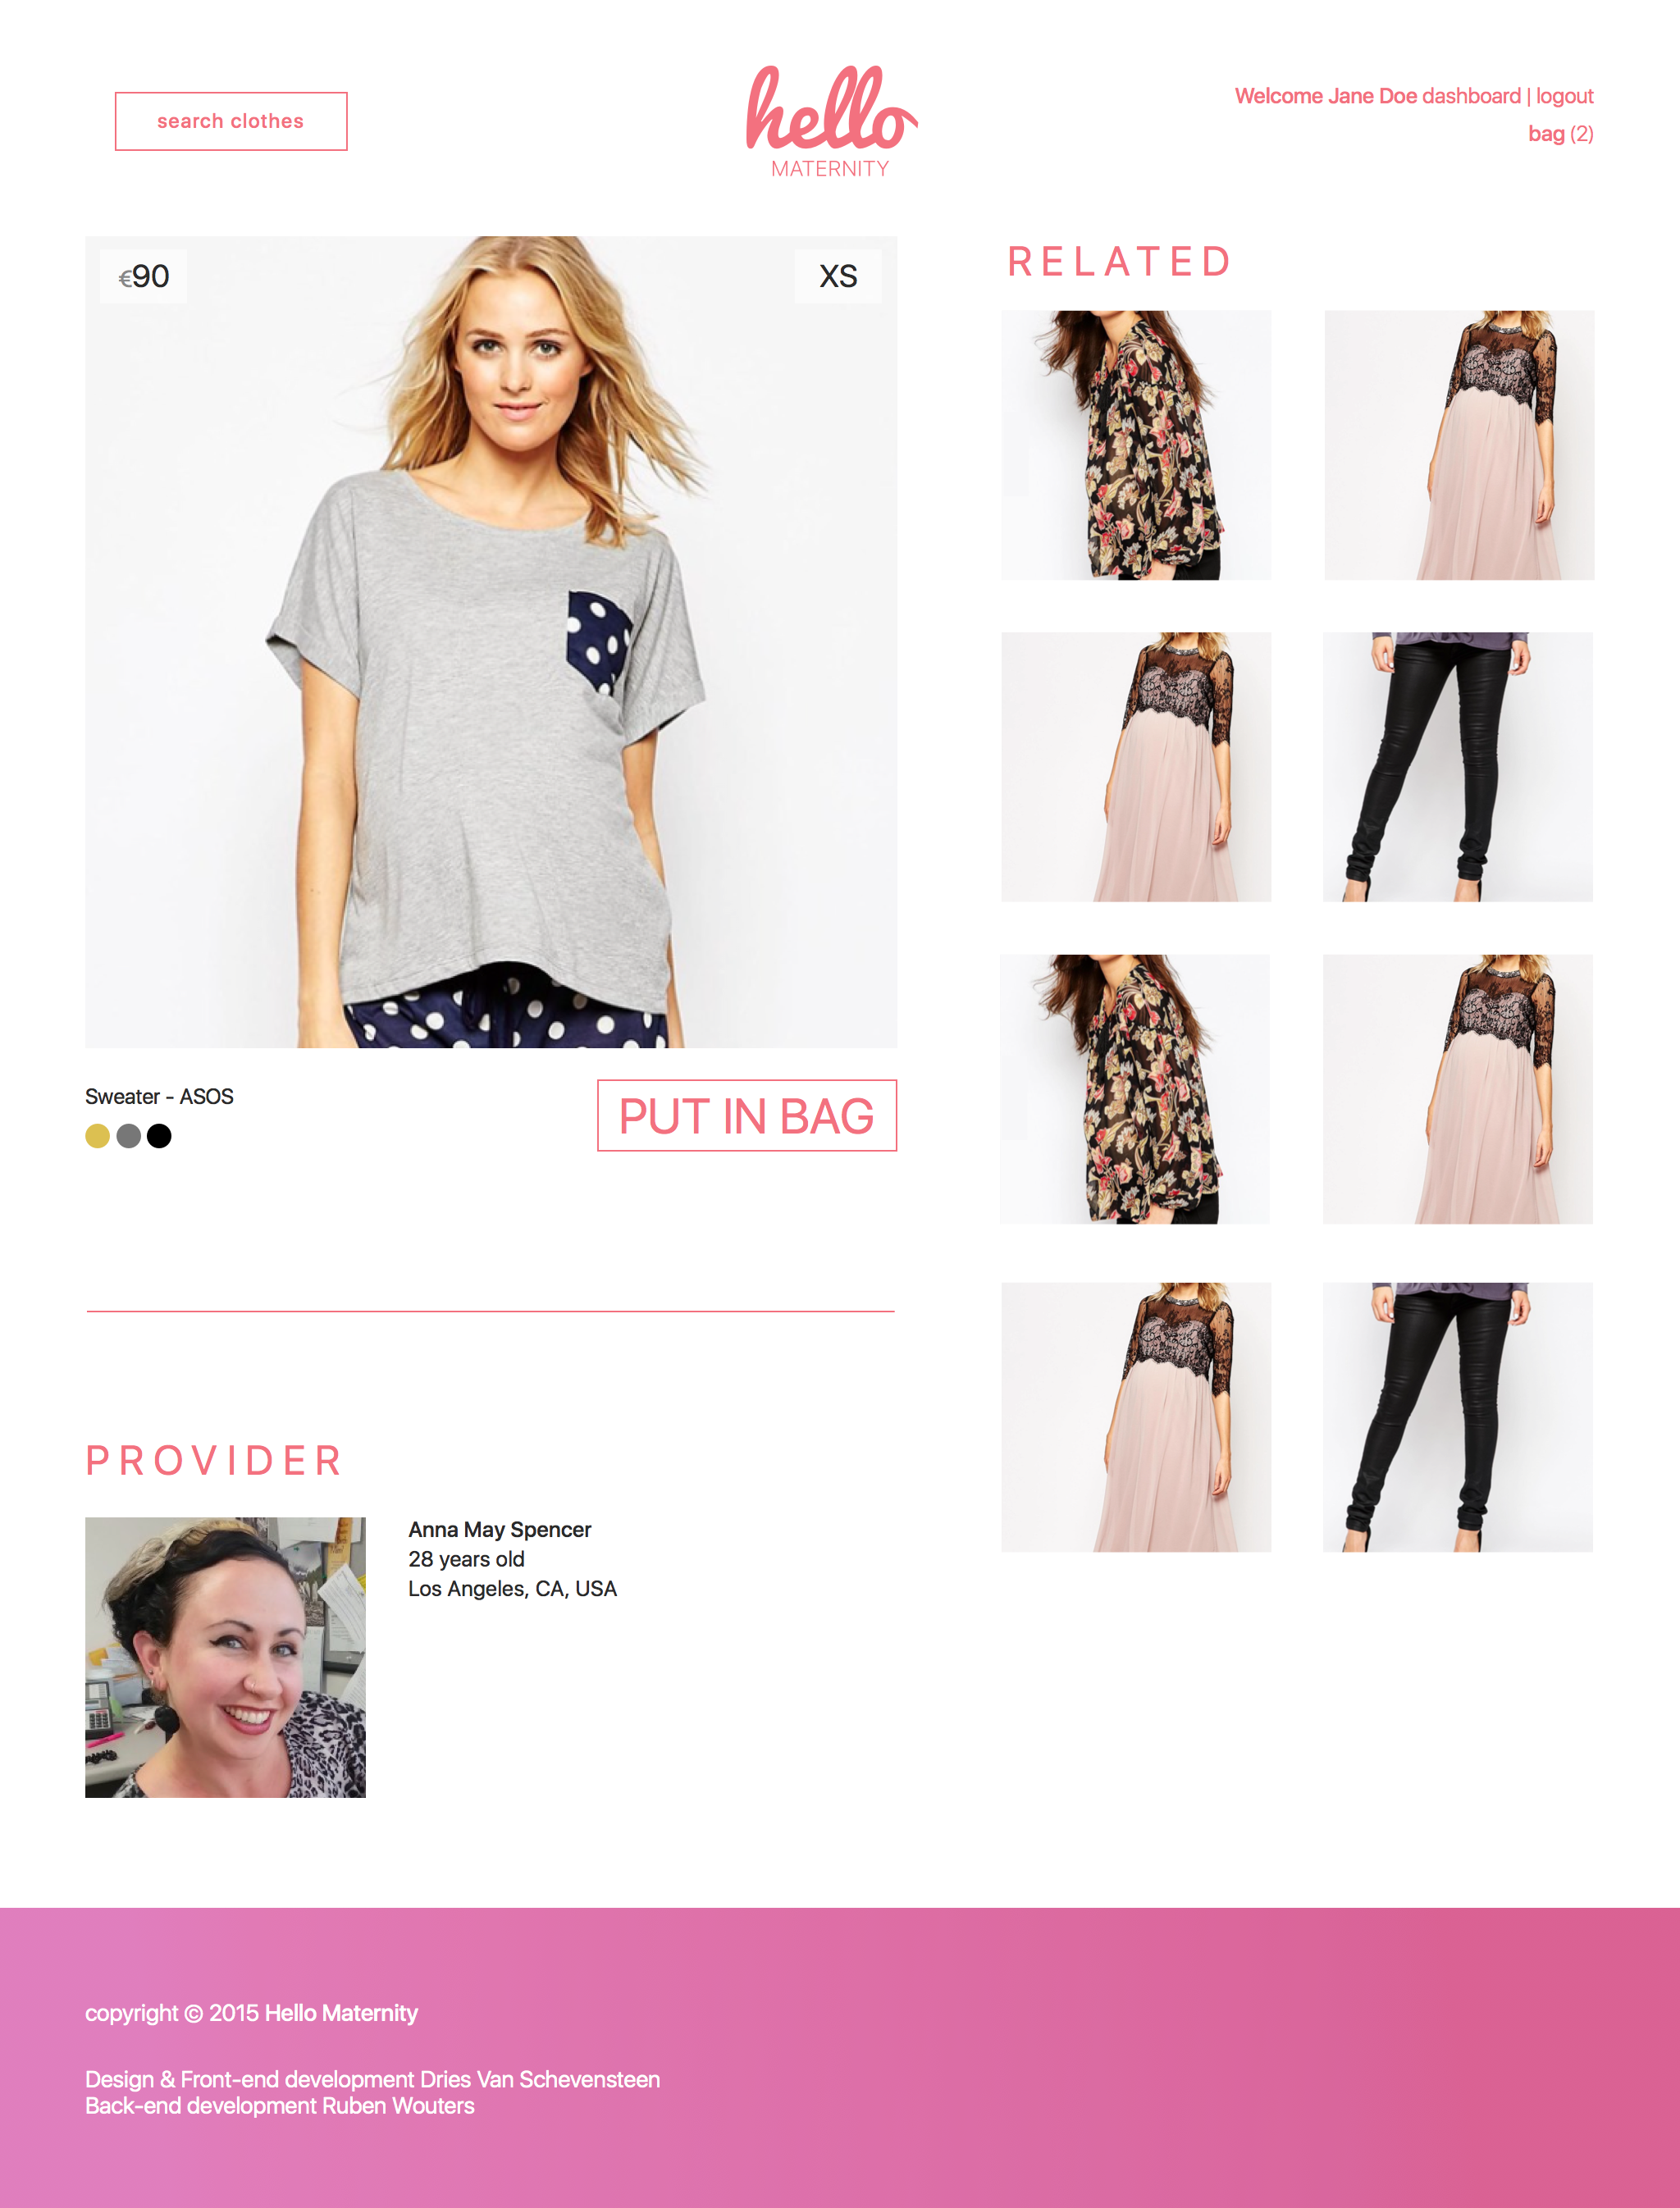 search clothes
hello
MATERNITY
Welcome Jane Doe dashboard | logout
bag (2)
€90
XS
RELATED
Sweater - ASOS
PUT IN BAG
PROVIDER
Anna May Spencer
28 years old
Los Angeles, CA, USA
copyright © 2015 Hello Maternity
Design & Front-end development Dries Van Schevensteen
Back-end development Ruben Wouters